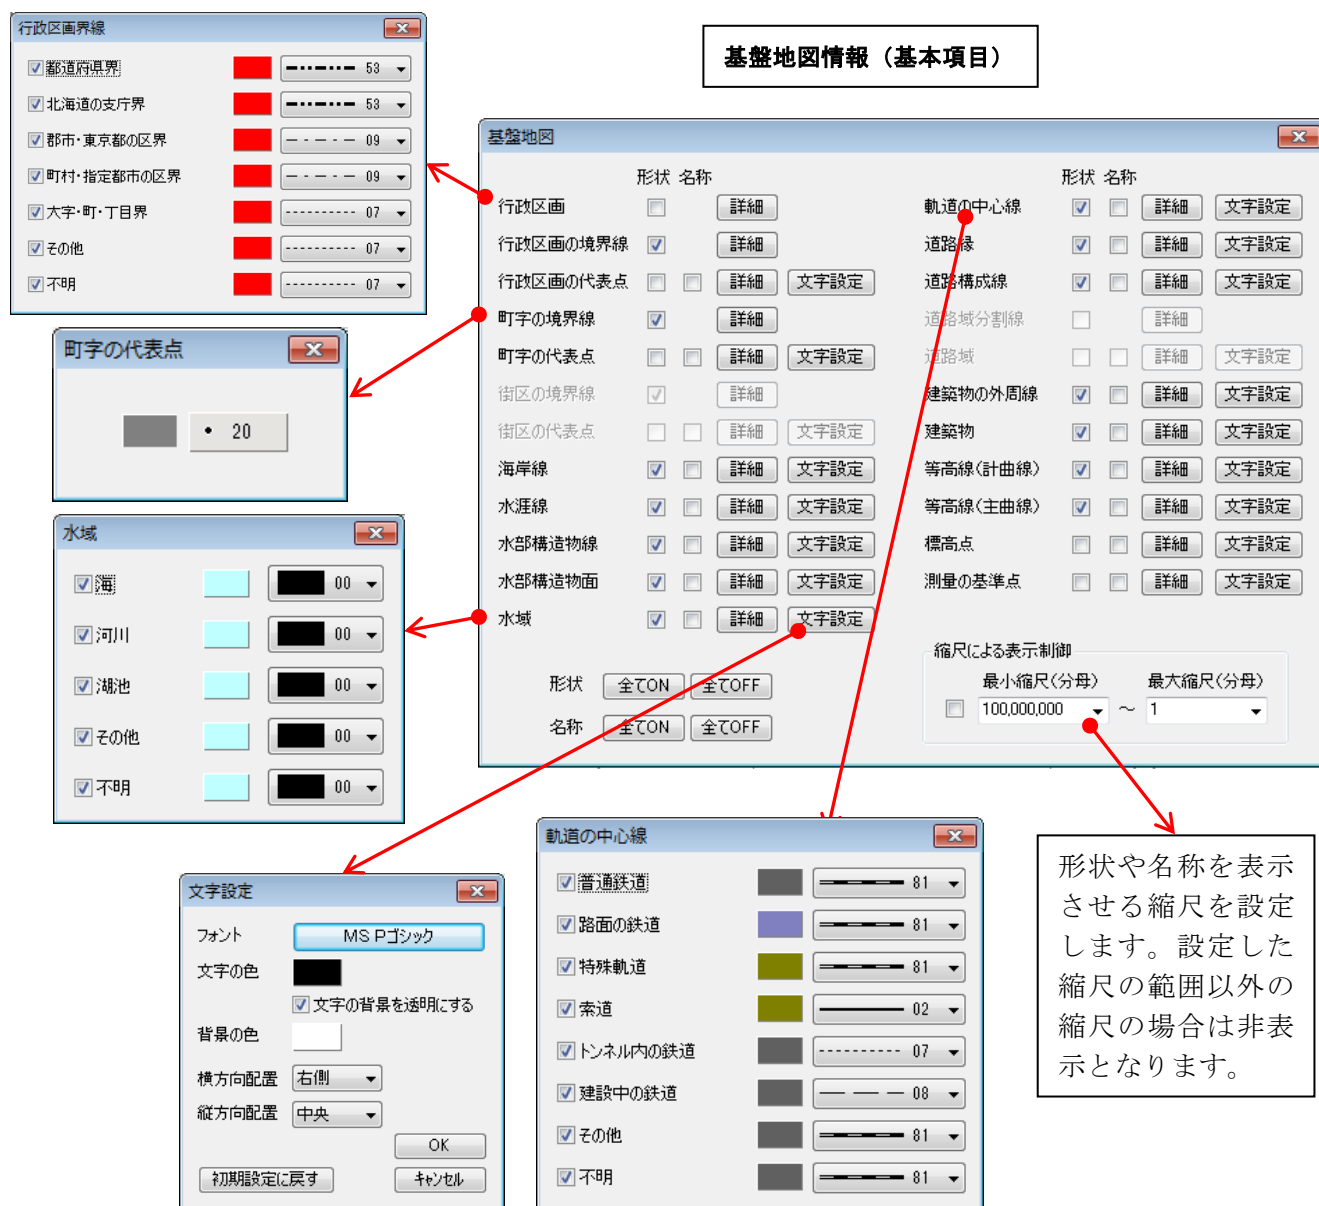 行政区画界線
都道府県界 53
北海道の支庁界 53
郡市・東京都の区界 09
町村・指定都市の区界 09
大字・町・丁目界 07
その他 07
不明 07
町字の代表点
20
水域
海 00
河川 00
湖池 00
その他 00
不明 00
基盤地図情報（基本項目）
基盤地図
形状 名称
行政区画 詳細
行政区画の境界線 詳細
行政区画の代表点 詳細 文字設定
町字の境界線 詳細
町字の代表点 詳細 文字設定
街区の境界線 詳細
街区の代表点 詳細 文字設定
海岸線 詳細 文字設定
水涯線 詳細 文字設定
水部構造物線 詳細 文字設定
水部構造物面 詳細 文字設定
水域 詳細 文字設定
形状 全てON 全てOFF
名称 全てON 全てOFF
形状 名称
軌道の中心線 詳細 文字設定
道路縁 詳細 文字設定
道路構成線 詳細 文字設定
道路域分割線 詳細
道路域 詳細 文字設定
建築物の外周線 詳細 文字設定
建築物 詳細 文字設定
等高線(計曲線) 詳細 文字設定
等高線(主曲線) 詳細 文字設定
標高点 詳細 文字設定
測量の基準点 詳細 文字設定
縮尺による表示制御
最小縮尺(分母) 最大縮尺(分母)
100,000,000 ～ 1
文字設定
フォント MS Pゴシック
文字の色
文字の背景を透明にする
背景の色
横方向配置 右側
縦方向配置 中央
OK
初期設定に戻す キャンセル
軌道の中心線
普通鉄道 81
路面の鉄道 81
特殊軌道 81
索道 02
トンネル内の鉄道 07
建設中の鉄道 08
その他 81
不明 81
形状や名称を表示
させる縮尺を設定
します。設定した
縮尺の範囲以外の
縮尺の場合は非表
示となります。